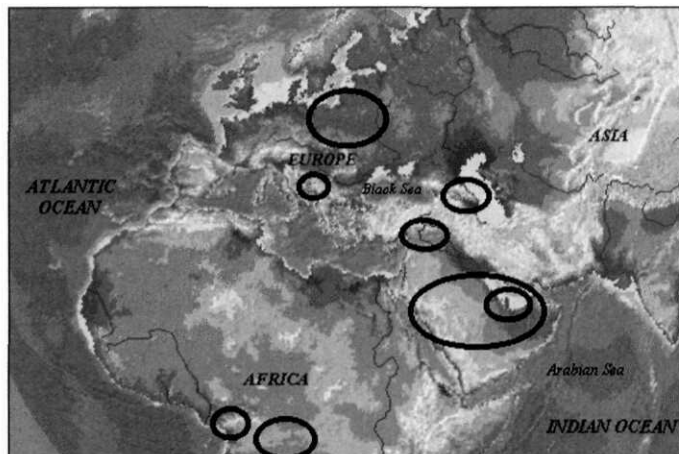 ASIA
EUROPE
Black Sea
ATLANTIC
OCEAN
AFRICA
Arabian Sea
INDIAN OCEAN